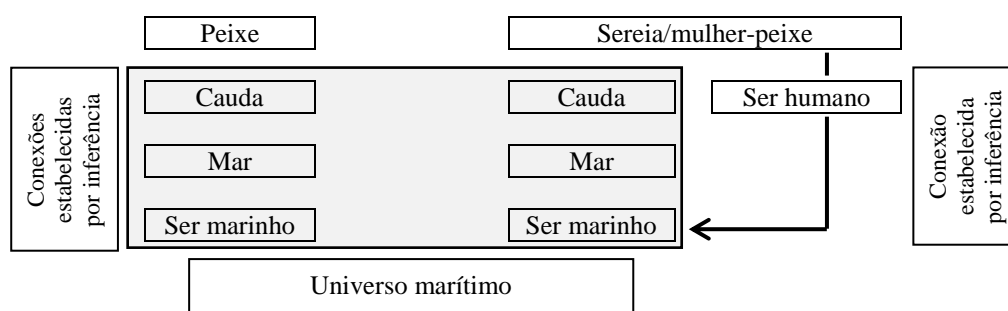 Peixe
Sereia/mulher-peixe
Conexões
estabelecidas
por inferência
Cauda
Cauda
Ser humano
Mar
Mar
Ser marinho
Ser marinho
Conexão
estabelecida
por inferência
Universo marítimo